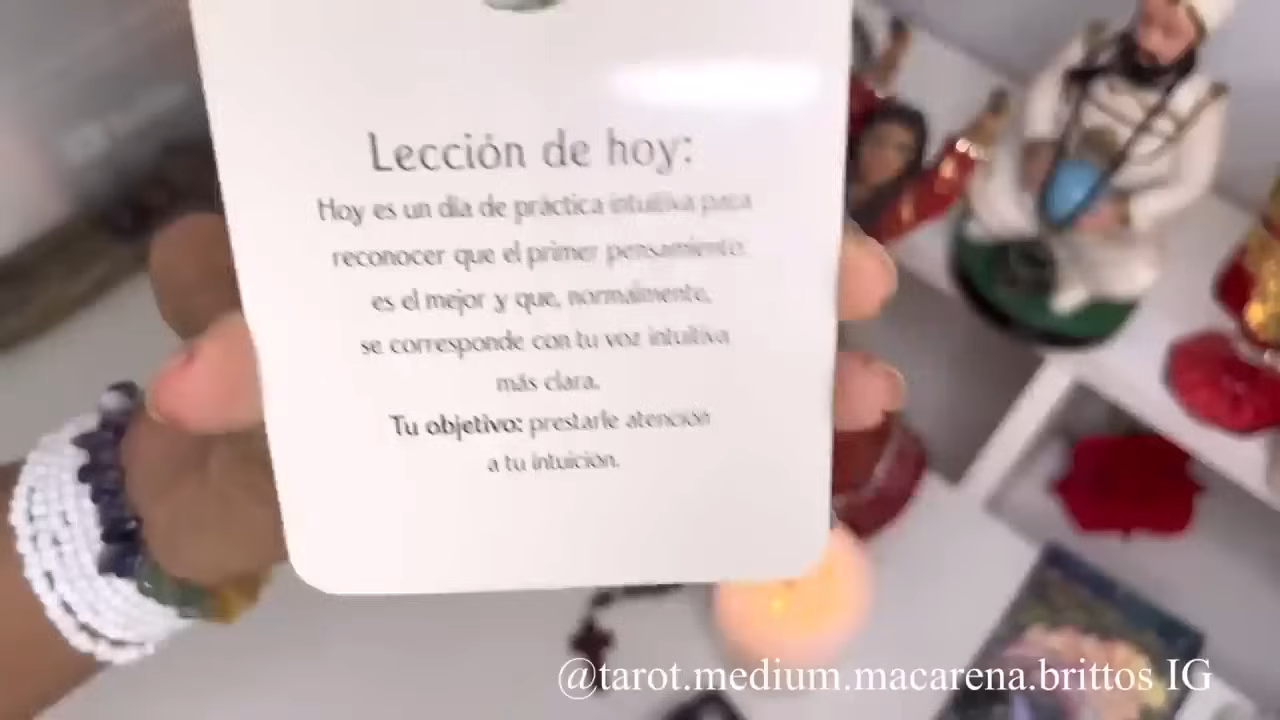 Lección de hoy:
Hoy es un día de práctica intuitiva para
reconocer que el primer pensamiento
es el mejor y que, normalmente,
se corresponde con tu voz intuitiva
más clara.
Tu objetivo: prestarle atención
a tu intuición.
@tarot.medium.macarena.brittos IG